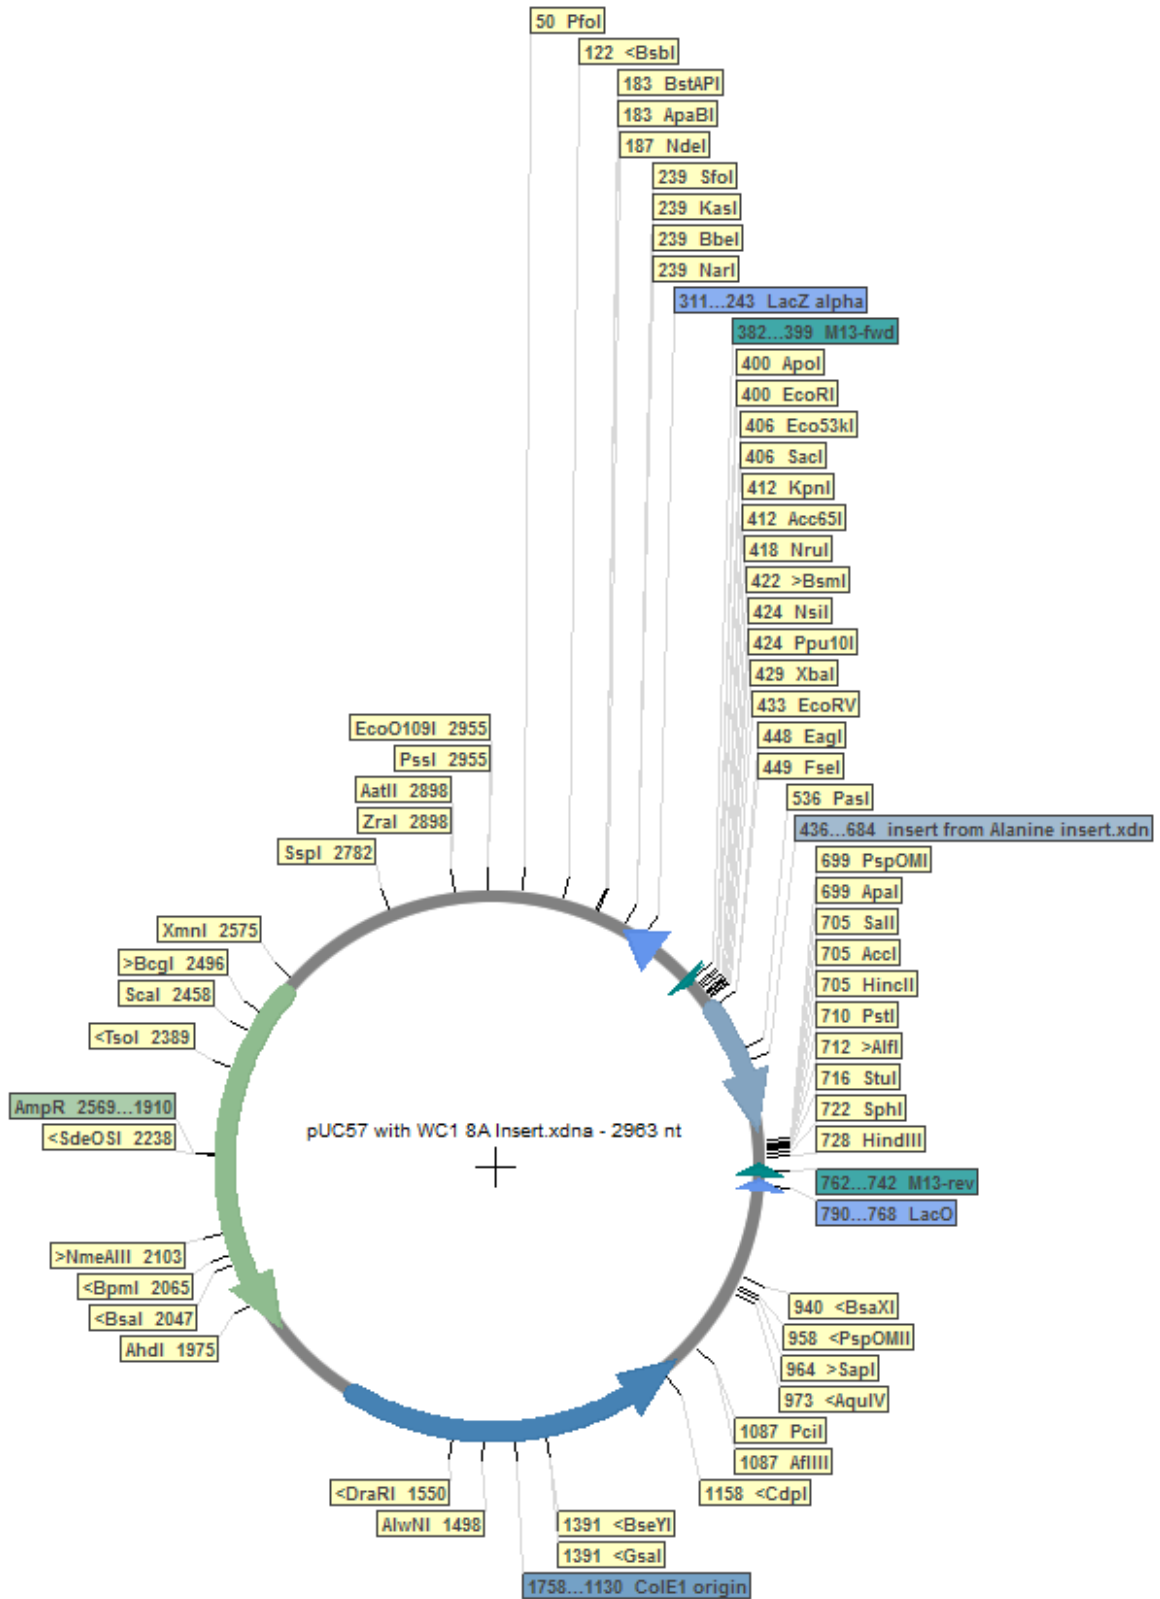 50 PfoI
122 <BsbI
183 BstAPI
183 ApaBI
187 NdeI
239 SfoI
239 KasI
239 BbeI
239 NarI
311...243 LacZ alpha
382...399 M13-fwd
400 ApoI
400 EcoRI
406 Eco53kI
406 SacI
412 KpnI
412 Acc65I
418 NruI
422 >BsmI
424 NsiI
424 Ppu10I
429 XbaI
433 EcoRV
448 EagI
449 FseI
536 PasI
436...684 insert from Alanine insert.xdn
699 PspOMI
699 ApaI
705 SalI
705 AccI
705 HincII
710 PstI
712 >AlfI
716 StuI
722 SphI
728 HindIII
762...742 M13-rev
790...768 LacO
940 <BsaXI
958 <PspOMII
964 >SapI
973 <AquIV
1087 PciI
1087 AflIII
1158 <CdpI
1391 <BseYI
1391 <GsaI
1758...1130 ColE1 origin
AlwNI 1498
<DraRI 1550
AhdI 1975
<BsaI 2047
<BpmI 2065
>NmeAIII 2103
<SdeOSI 2238
AmpR 2569...1910
<TsoI 2389
ScaI 2458
>BcgI 2496
XmnI 2575
SspI 2782
ZraI 2898
AatII 2898
PssI 2955
EcoO109I 2955
pUC57 with WC1 8A Insert.xdna - 2963 nt